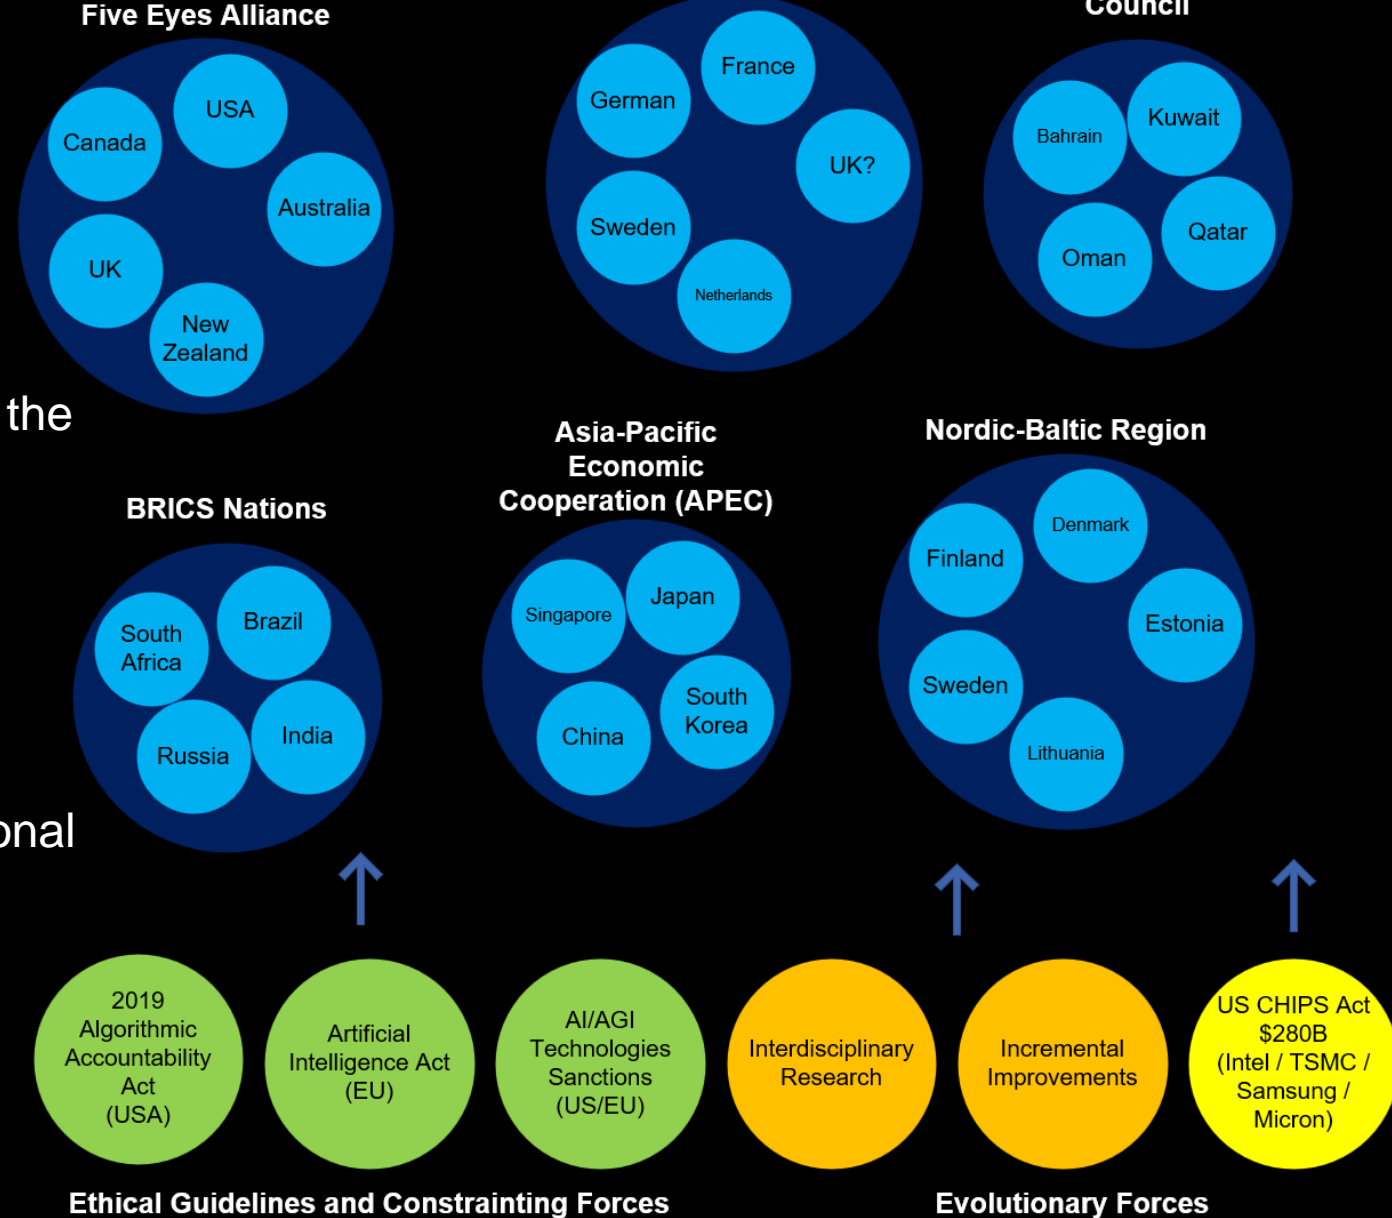 Five Eyes Alliance
Canada
USA
Australia
UK
New
Zealand
German
France
UK?
Sweden
Netherlands
Council
Bahrain
Kuwait
Qatar
Oman
the
BRICS Nations
South
Africa
Brazil
India
Russia
Asia-Pacific
Economic
Cooperation (APEC)
Singapore
Japan
South
Korea
China
Nordic-Baltic Region
Finland
Denmark
Estonia
Sweden
Lithuania
onal
2019
Algorithmic
Accountability
Act
(USA)
Artificial
Intelligence Act
(EU)
AI/AGI
Technologies
Sanctions
(US/EU)
Interdisciplinary
Research
Incremental
Improvements
US CHIPS Act
$280B
(Intel / TSMC /
Samsung /
Micron)
Ethical Guidelines and Constrainting Forces
Evolutionary Forces